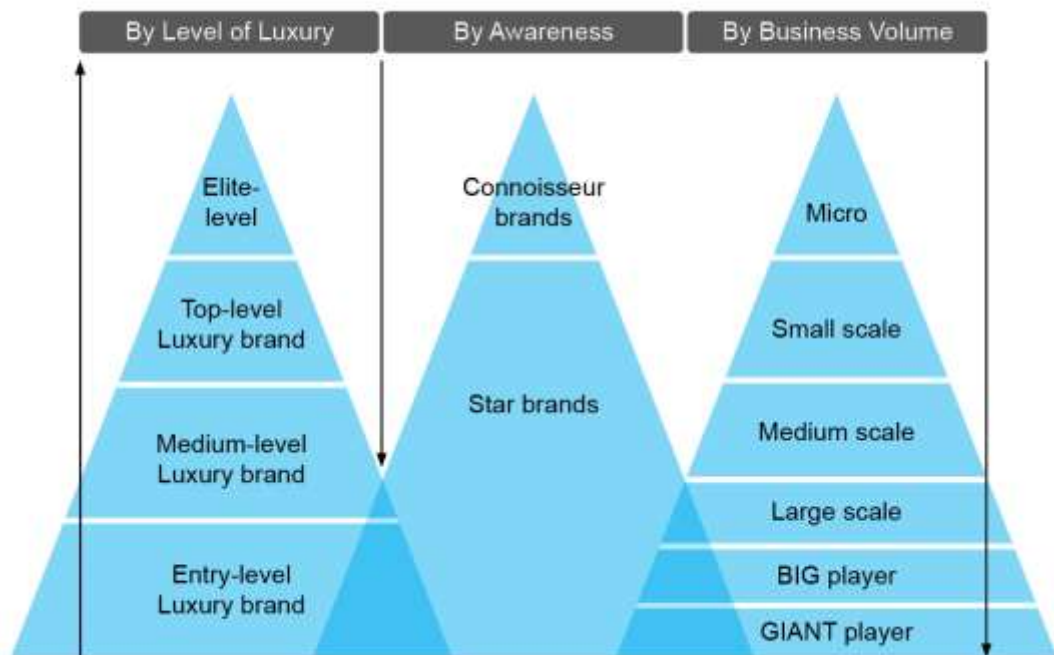 By Level of Luxury
By Awareness
By Business Volume
Elite-
level
Top-level
Luxury brand
Medium-level
Luxury brand
Entry-level
Luxury brand
Connoisseur
brands
Star brands
Micro
Small scale
Medium scale
Large scale
BIG player
GIANT player